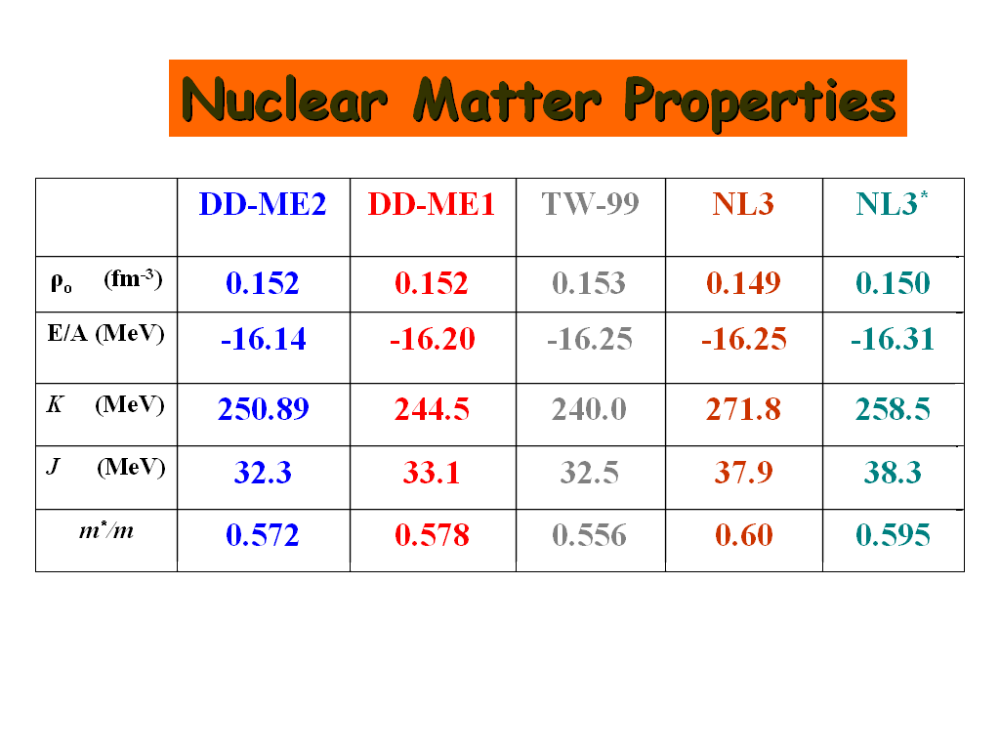 Nuclear Matter Properties
DD-ME2 DD-ME1 TW-99 NL3 NL3*
ρo (fm-3) 0.152 0.152 0.153 0.149 0.150
E/A (MeV) -16.14 -16.20 -16.25 -16.25 -16.31
K (MeV) 250.89 244.5 240.0 271.8 258.5
J (MeV) 32.3 33.1 32.5 37.9 38.3
m*/m 0.572 0.578 0.556 0.60 0.595